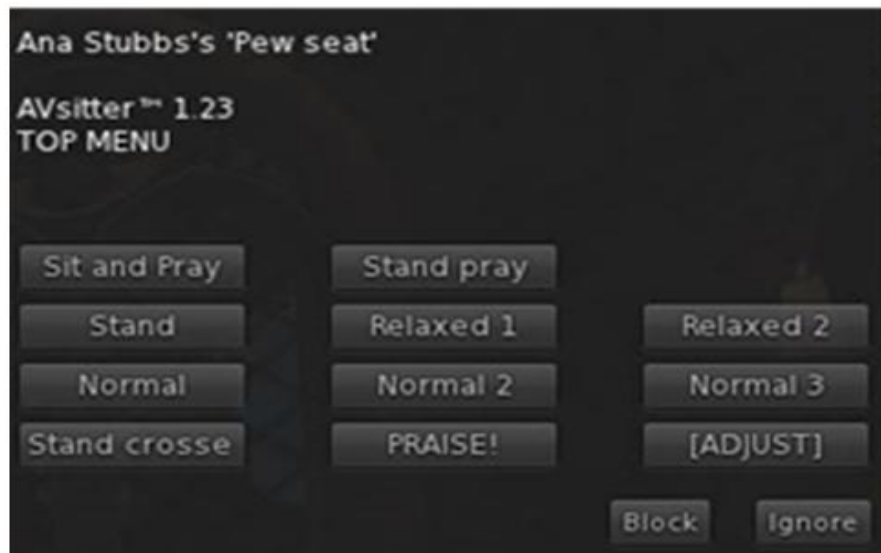 Ana Stubbs's 'Pew seat'
AVsitter™ 1.23
TOP MENU
Sit and Pray Stand pray
Stand Relaxed 1 Relaxed 2
Normal Normal 2 Normal 3
Stand crosse PRAISE! [ADJUST]
Block Ignore